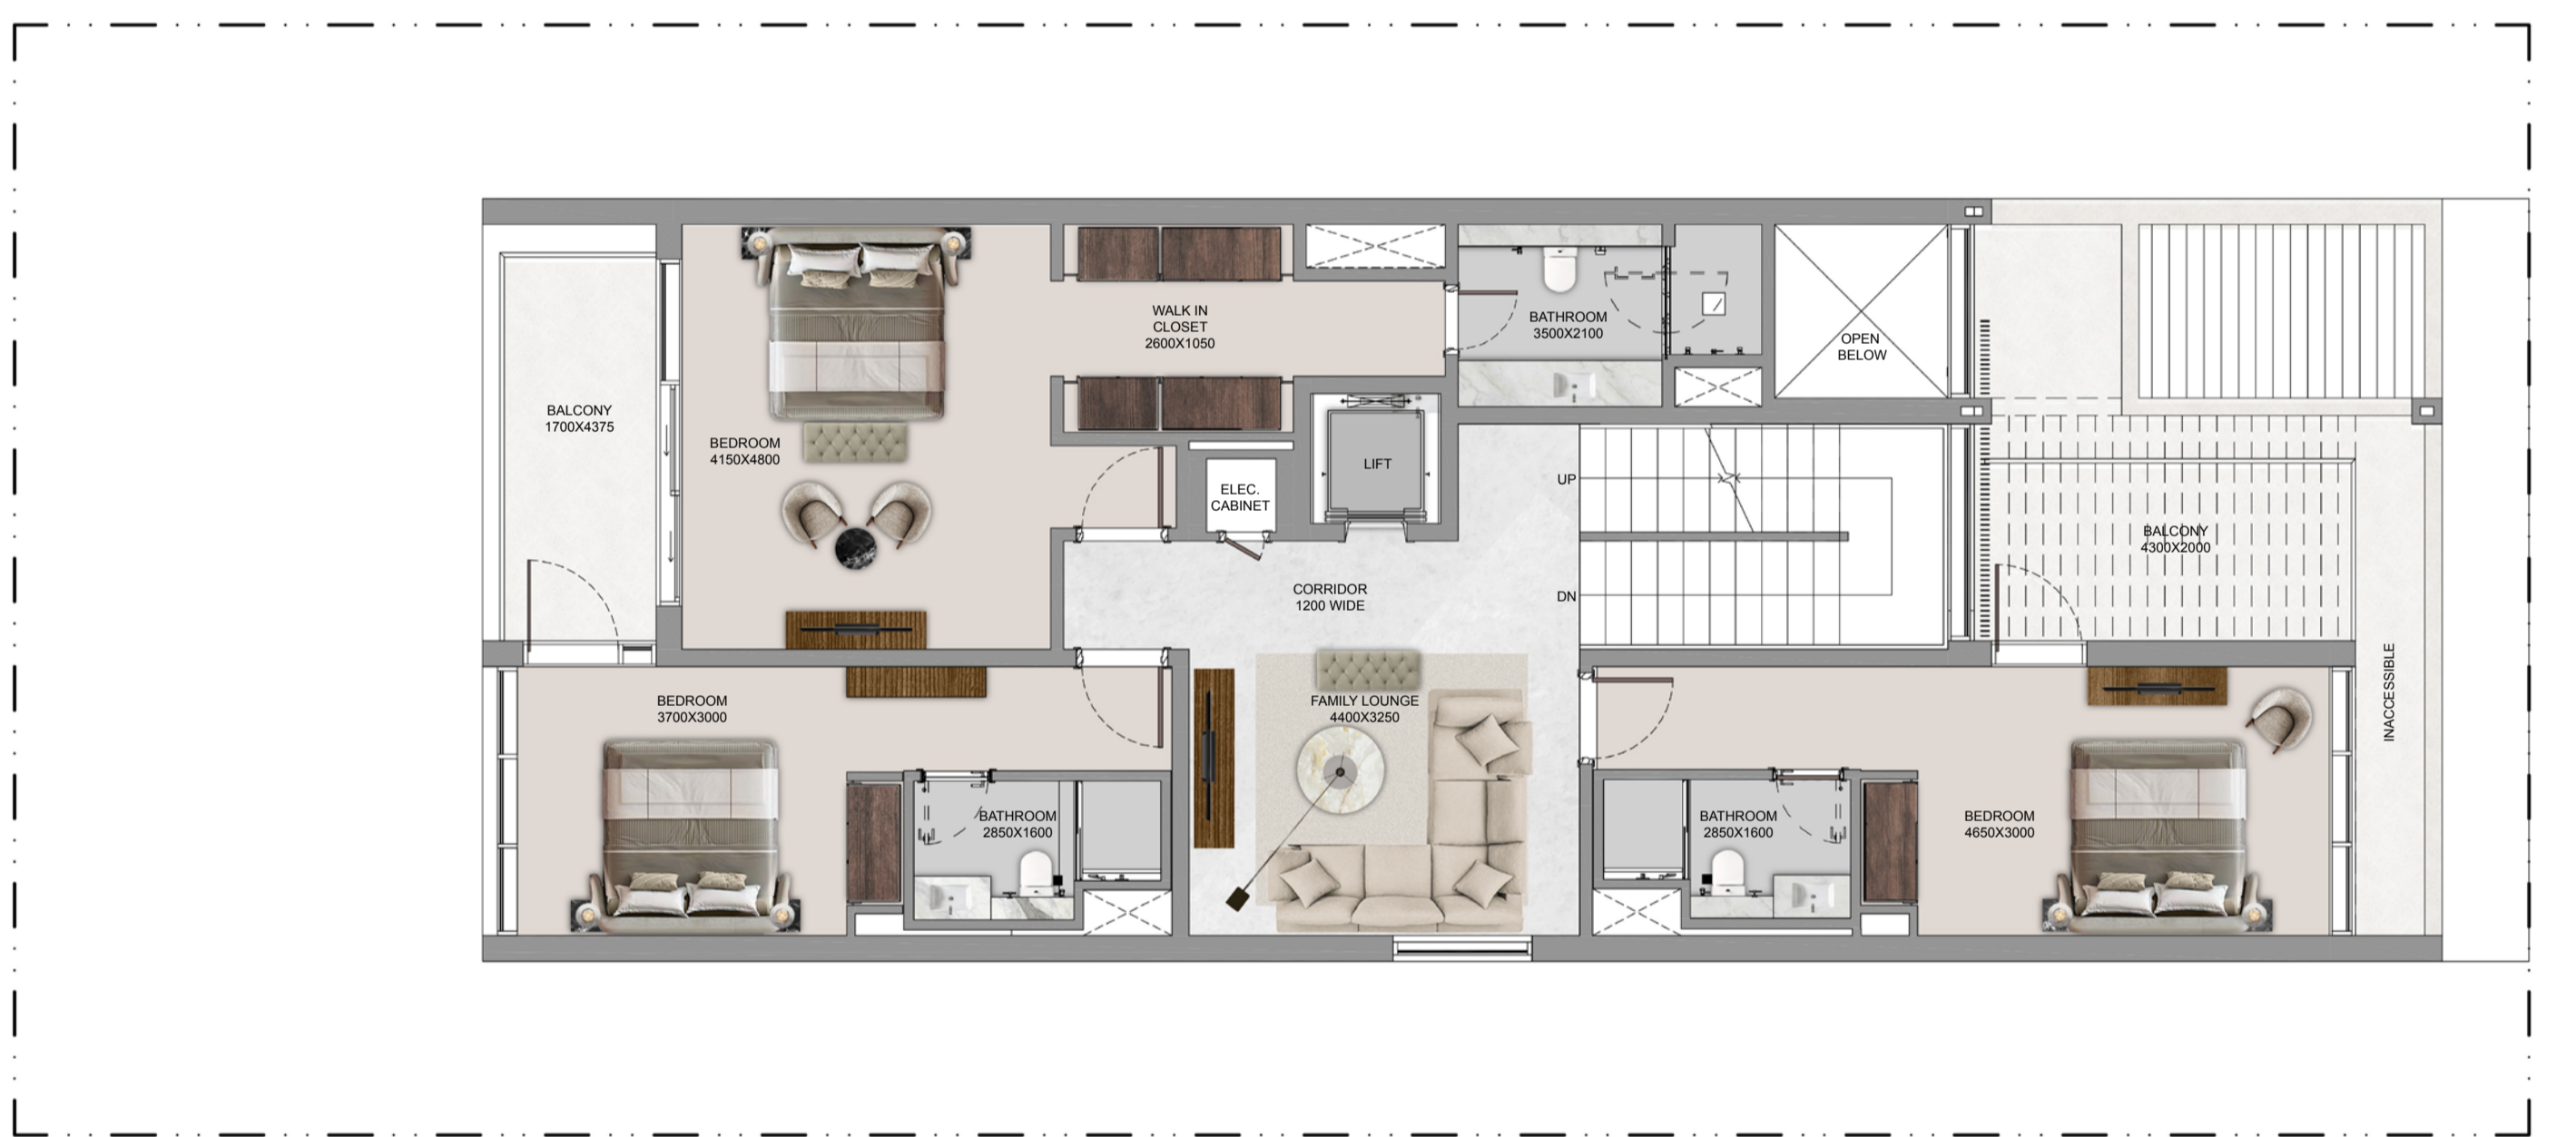 BALCONY
1700X4375
BEDROOM
4150X4800
WALK IN
CLOSET
2600X1050
BATHROOM
3500X2100
OPEN
BELOW
ELEC.
CABINET
LIFT
UP
DN
CORRIDOR
1200 WIDE
BALCONY
4300X2000
INACCESSIBLE
BEDROOM
3700X3000
BATHROOM
2850X1600
FAMILY LOUNGE
4400X3250
BATHROOM
2850X1600
BEDROOM
4650X3000